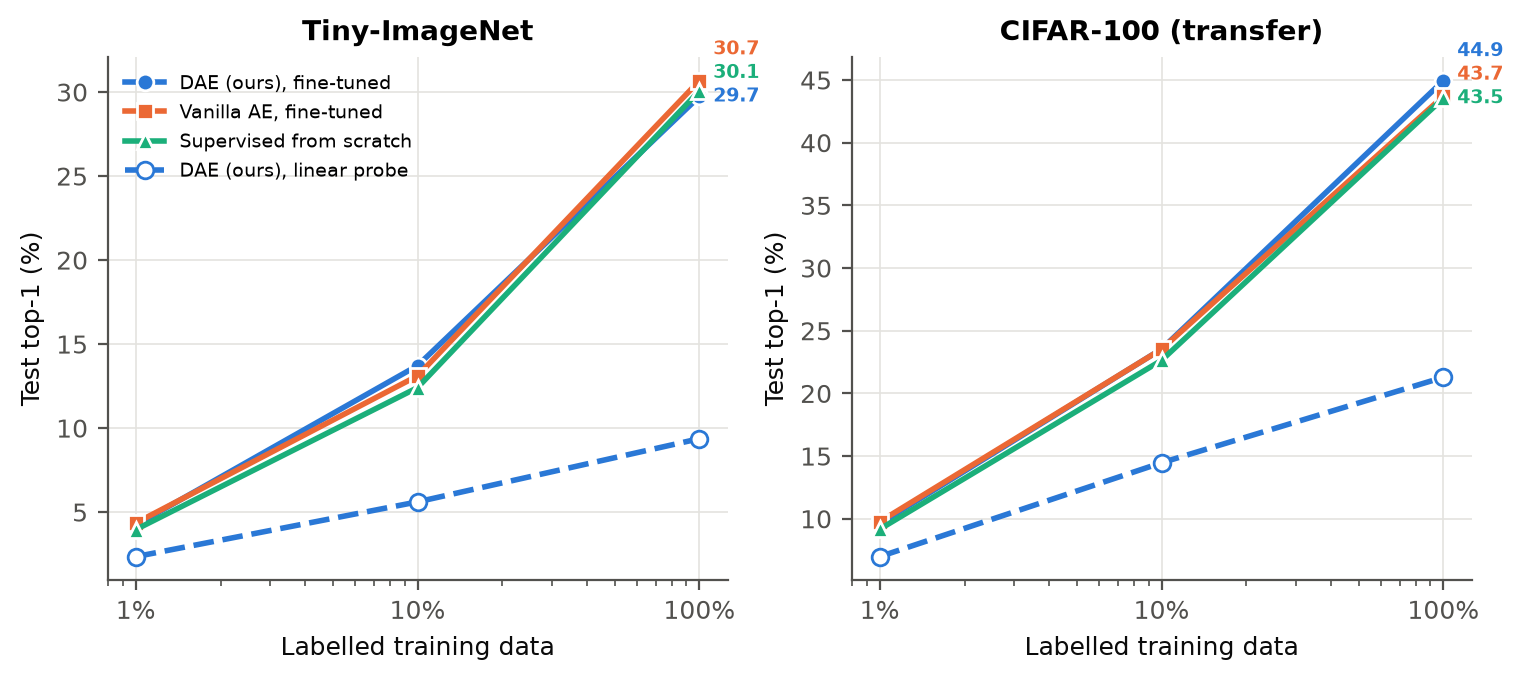 Tiny-ImageNet
DAE (ours), fine-tuned
Vanilla AE, fine-tuned
Supervised from scratch
DAE (ours), linear probe
30.7
30.1
29.7
30
25
20
15
10
5
Test top-1 (%)
1%
10%
100%
Labelled training data
CIFAR-100 (transfer)
44.9
43.7
43.5
45
40
35
30
25
20
15
10
Test top-1 (%)
1%
10%
100%
Labelled training data